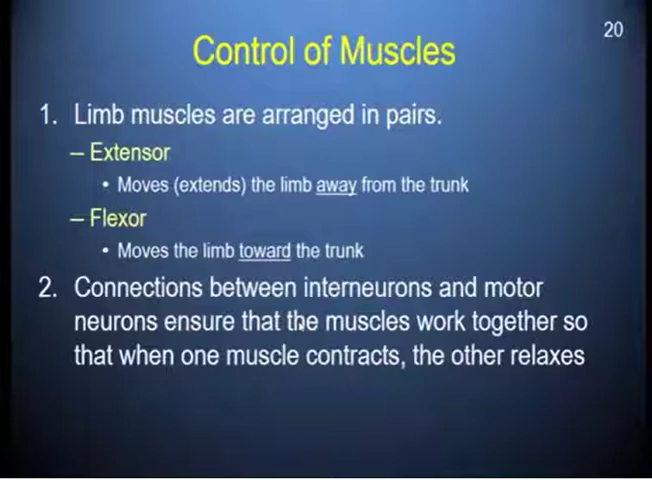 20
Control of Muscles
1. Limb muscles are arranged in pairs.
– Extensor
• Moves (extends) the limb away from the trunk
– Flexor
• Moves the limb toward the trunk
2. Connections between interneurons and motor
neurons ensure that the muscles work together so
that when one muscle contracts, the other relaxes